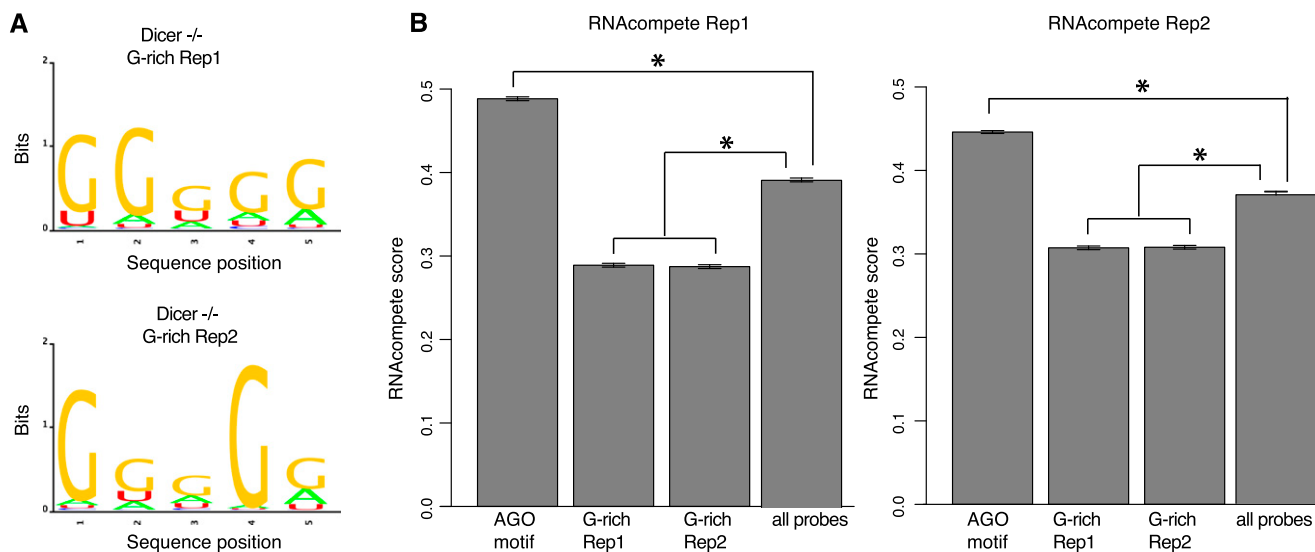 A
Dicer -/-
G-rich Rep1
2
1
0
Bits
G G G G G
U A U A A
U A U U
1 2 3 4 5
Sequence position
Dicer -/-
G-rich Rep2
2
1
0
Bits
G G G G G
A U A A
A U U
1 2 3 4 5
Sequence position
B
RNAcompete Rep1
*
*
0.5
0.4
0.3
0.2
0.1
0.0
RNAcompete score
AGO motif
G-rich Rep1
G-rich Rep2
all probes
RNAcompete Rep2
*
*
0.5
0.4
0.3
0.2
0.1
0.0
RNAcompete score
AGO motif
G-rich Rep1
G-rich Rep2
all probes